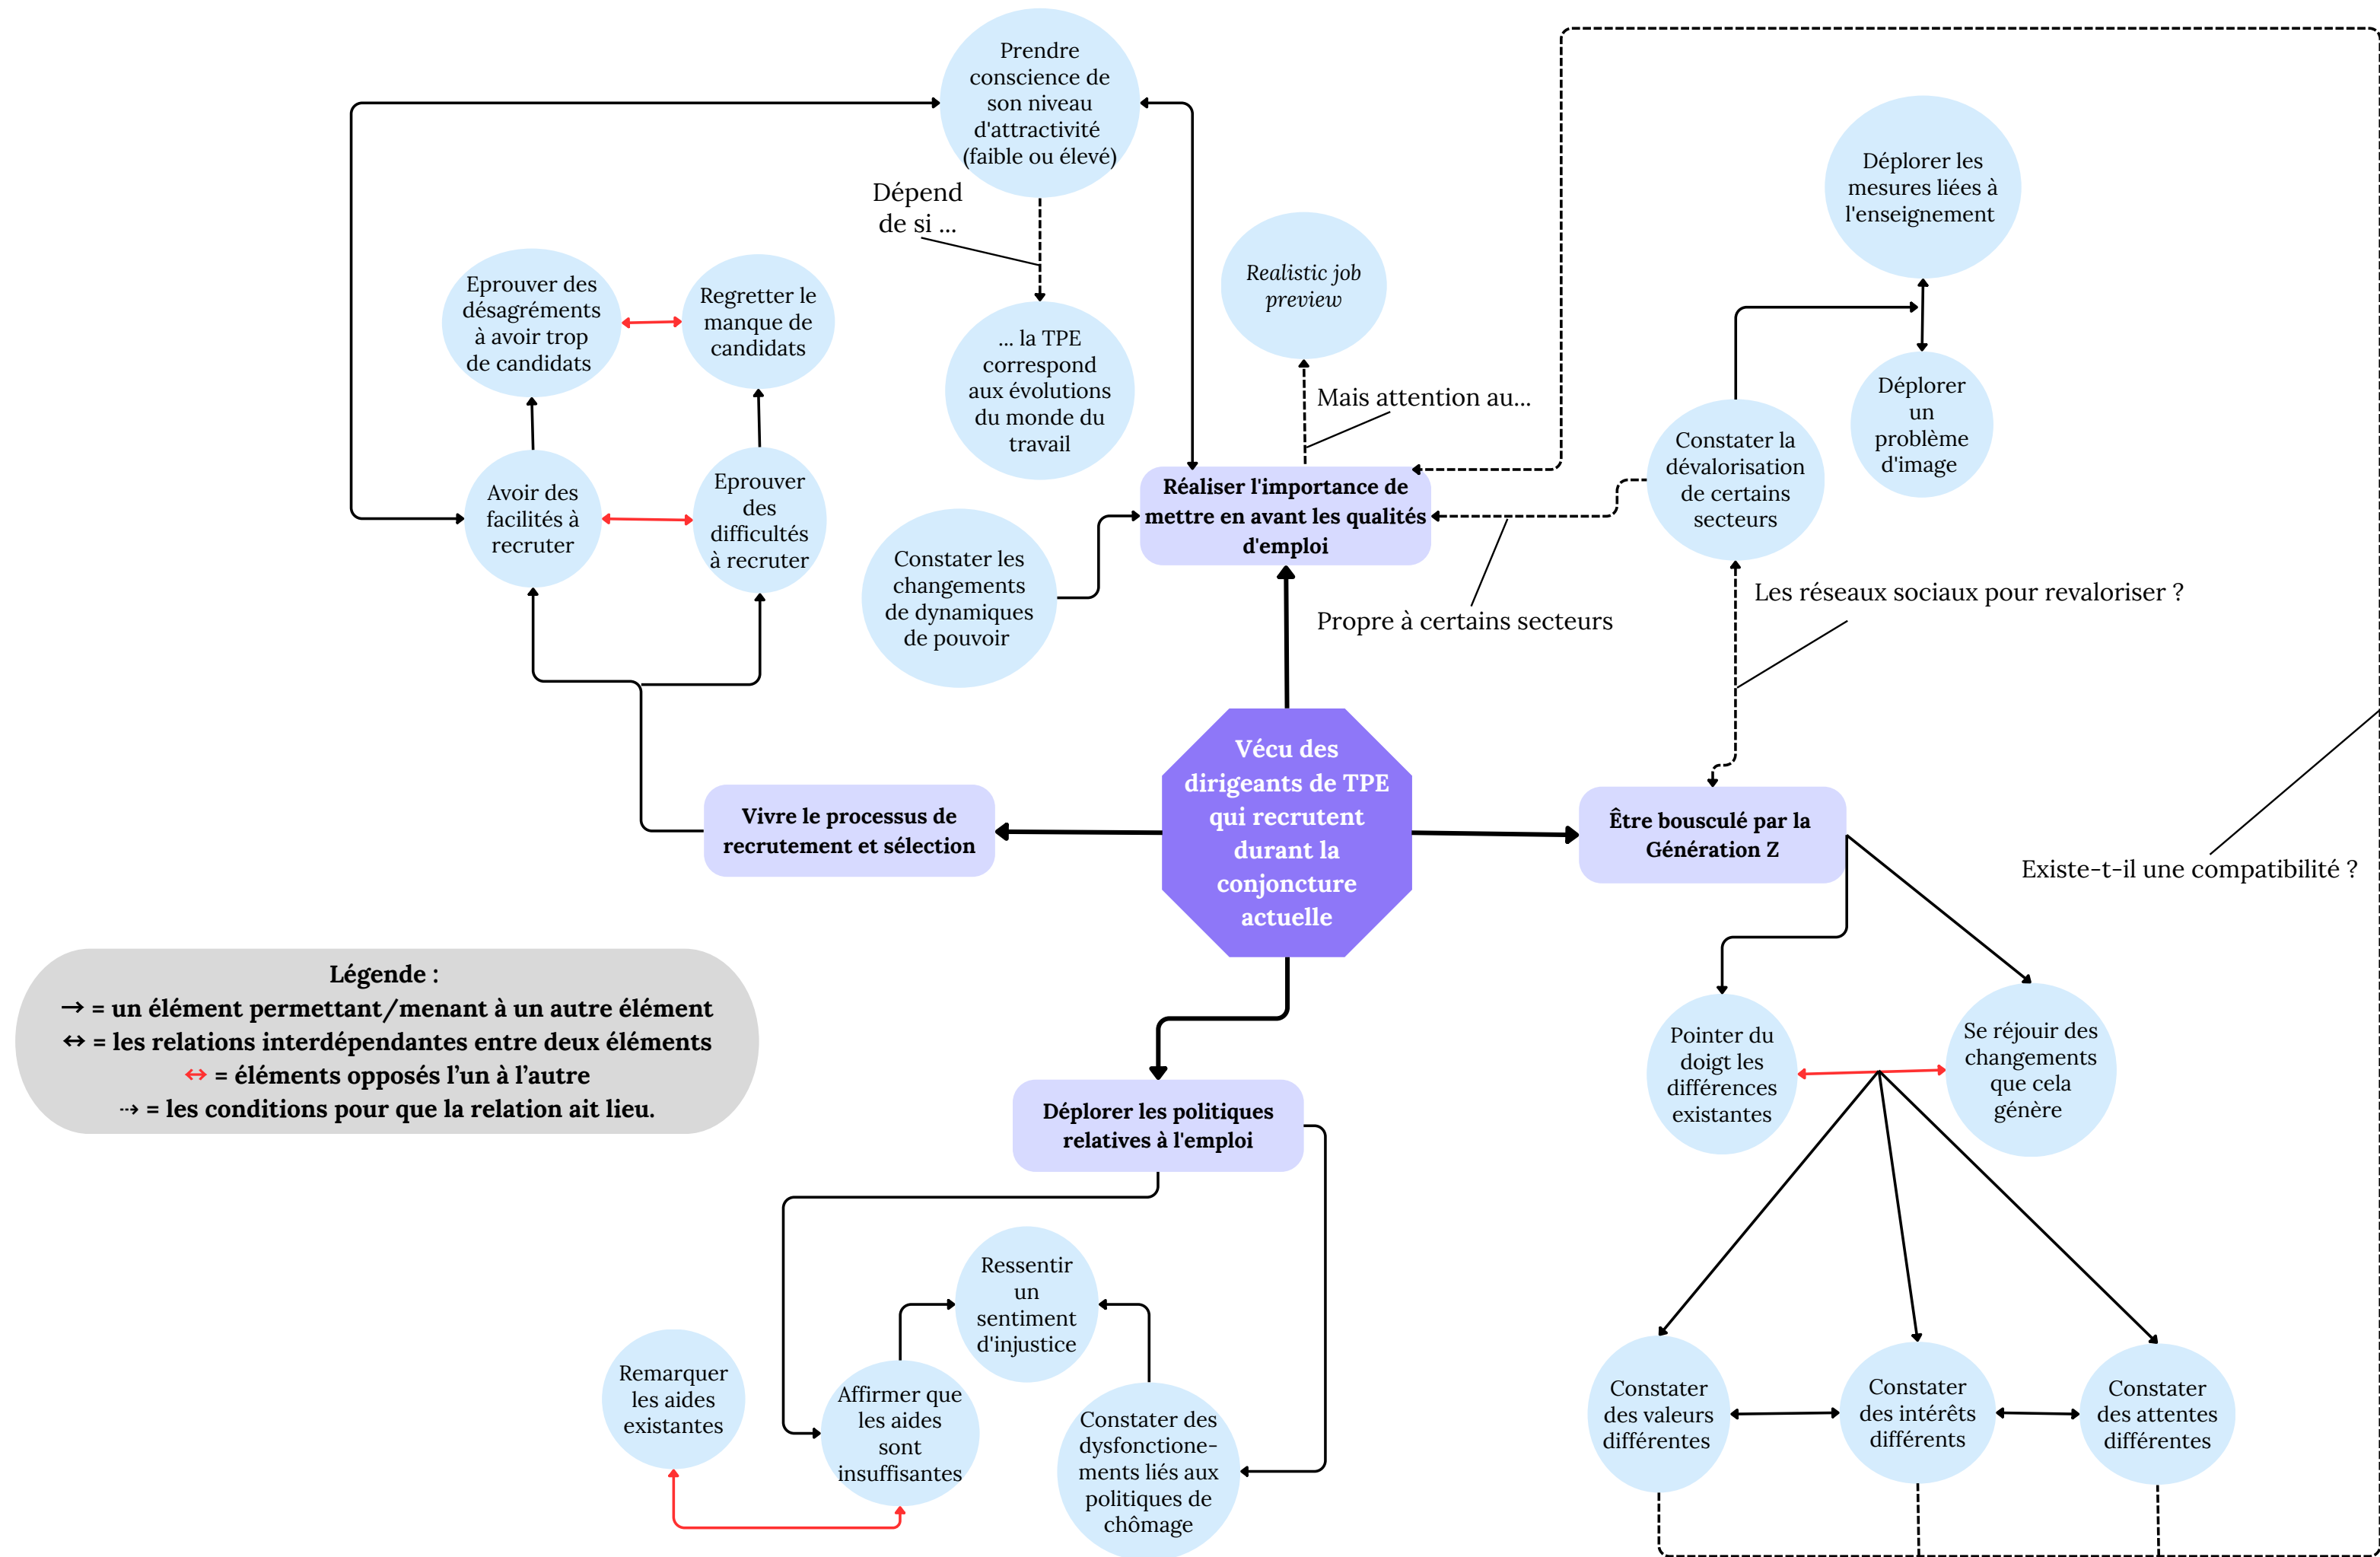 Prendre
conscience de
son niveau
d'attractivité
(faible ou élevé)
Dépend
de si ...
... la TPE
correspond
aux évolutions
du monde du
travail
Eprouver des
désagréments
à avoir trop
de candidats
Regretter le
manque de
candidats
Avoir des
facilités à
recruter
Eprouver
des
difficultés
à recruter
Realistic job
preview
Mais attention au...
Réaliser l'importance de
mettre en avant les qualités
d'emploi
Constater les
changements
de dynamiques
de pouvoir
Propre à certains secteurs
Déplorer les
mesures liées à
l'enseignement
Déplorer
un
problème
d'image
Constater la
dévalorisation
de certains
secteurs
Les réseaux sociaux pour revaloriser ?
Vécu des
dirigeants de TPE
qui recrutent
durant la
conjoncture
actuelle
Vivre le processus de
recrutement et sélection
Être bousculé par la
Génération Z
Existe-t-il une compatibilité ?
Légende :
→ = un élément permettant/menant à un autre élément
↔ = les relations interdépendantes entre deux éléments
↔ = éléments opposés l’un à l’autre
⇢ = les conditions pour que la relation ait lieu.
Pointer du
doigt les
différences
existantes
Se réjouir des
changements
que cela
génère
Déplorer les politiques
relatives à l'emploi
Ressentir
un
sentiment
d'injustice
Remarquer
les aides
existantes
Affirmer que
les aides
sont
insuffisantes
Constater des
dysfonctione-
ments liés aux
politiques de
chômage
Constater
des valeurs
différentes
Constater
des intérêts
différents
Constater
des attentes
différentes